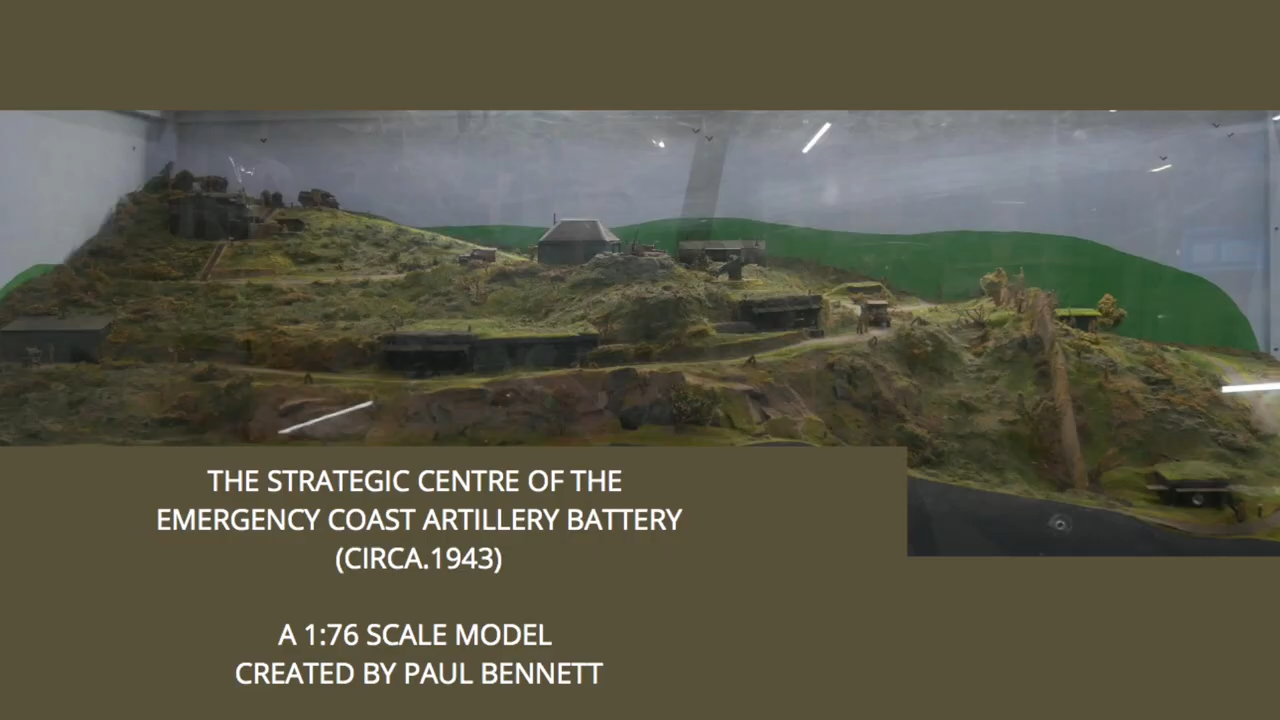 THE STRATEGIC CENTRE OF THE
EMERGENCY COAST ARTILLERY BATTERY
(CIRCA.1943)
A 1:76 SCALE MODEL
CREATED BY PAUL BENNETT